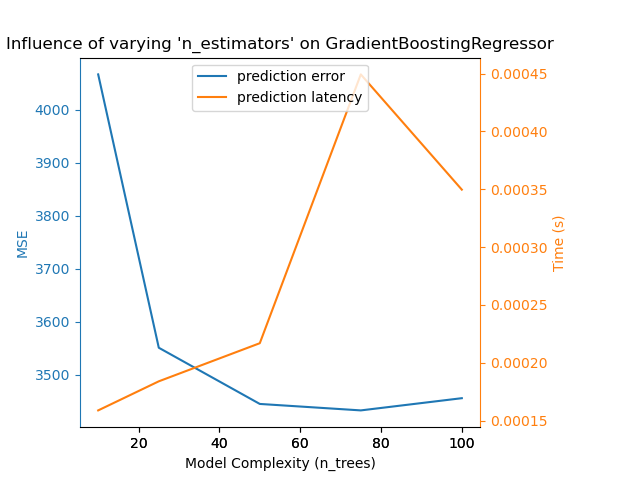 Influence of varying 'n_estimators' on GradientBoostingRegressor
prediction error
prediction latency
MSE
4000
3900
3800
3700
3600
3500
0.00045
0.00040
0.00035
0.00030
0.00025
0.00020
0.00015
Time (s)
20 40 60 80 100
Model Complexity (n_trees)